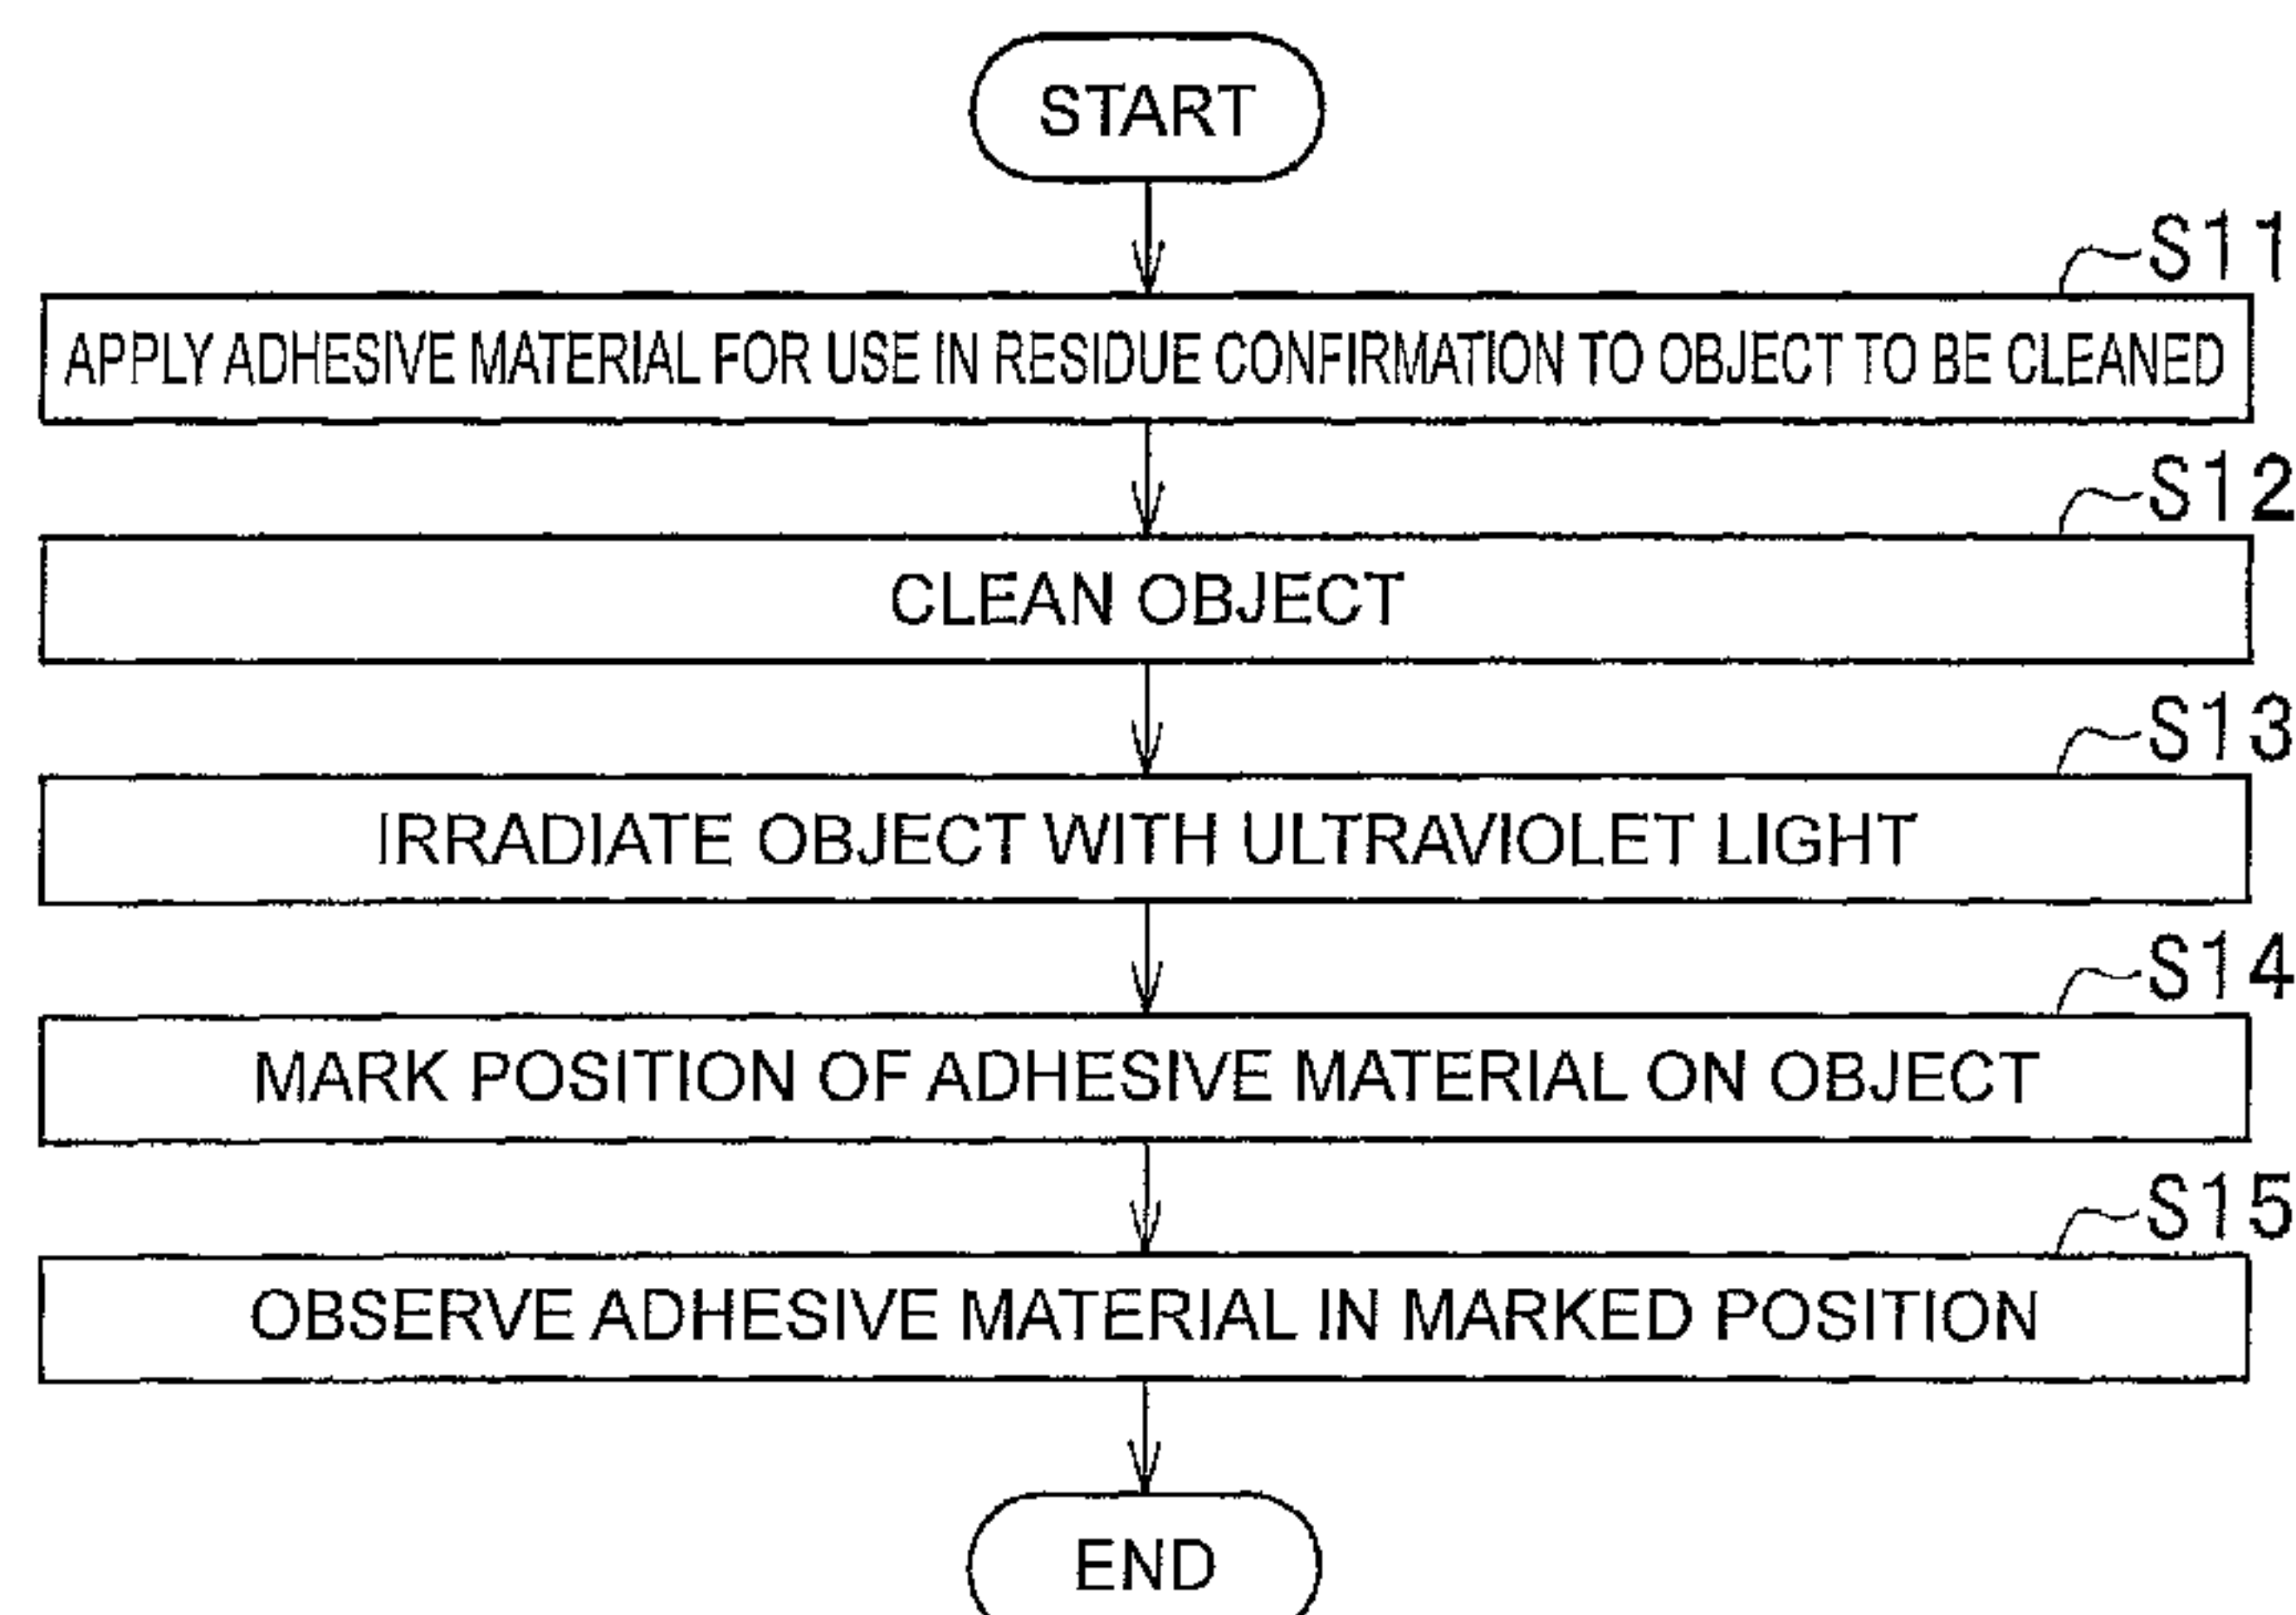 START
S11
APPLY ADHESIVE MATERIAL FOR USE IN RESIDUE CONFIRMATION TO OBJECT TO BE CLEANED
S12
CLEAN OBJECT
S13
IRRADIATE OBJECT WITH ULTRAVIOLET LIGHT
S14
MARK POSITION OF ADHESIVE MATERIAL ON OBJECT
S15
OBSERVE ADHESIVE MATERIAL IN MARKED POSITION
END